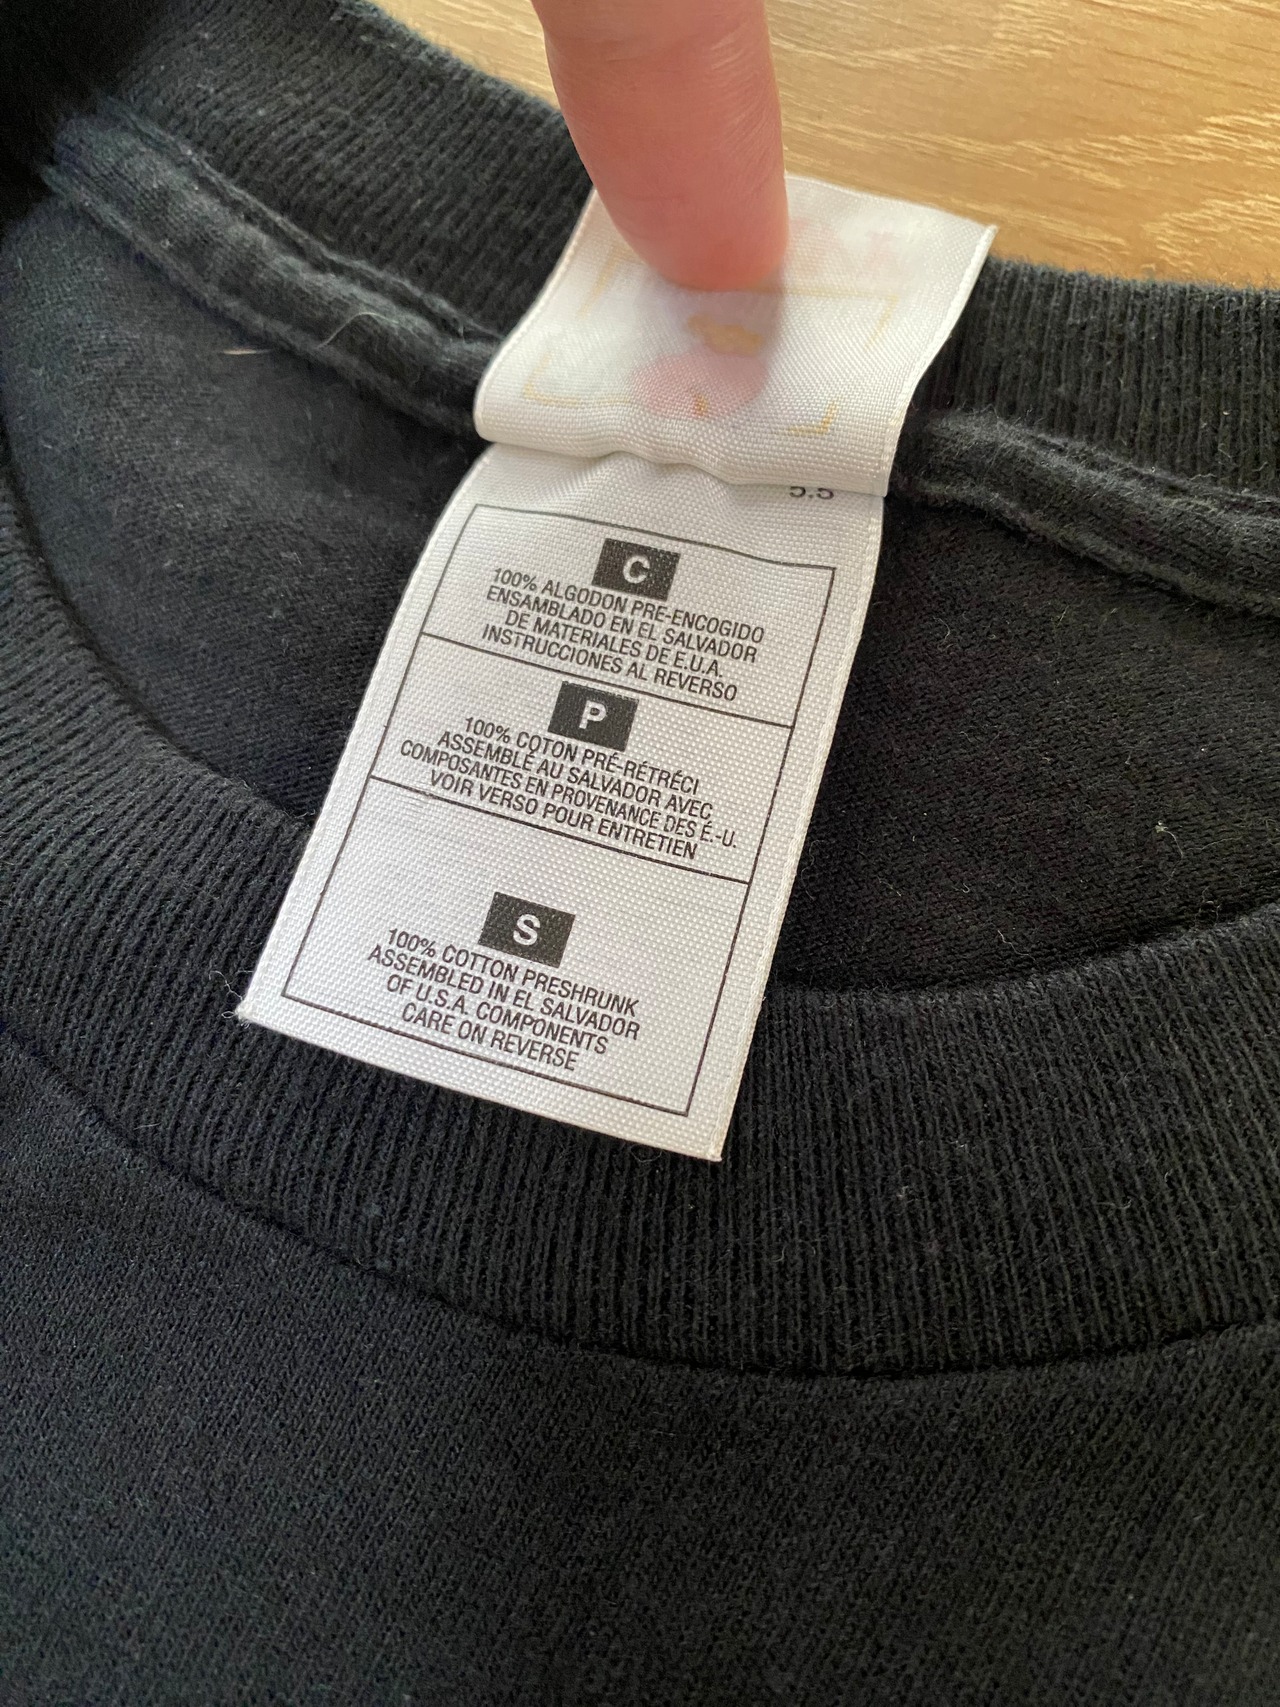 5.5
C
100% ALGODON PRE-ENCOGIDO
ENSAMBLADO EN EL SALVADOR
DE MATERIALES DE E.U.A.
INSTRUCCIONES AL REVERSO
P
100% COTON PRÉ-RÉTRÉCI
ASSEMBLÉ AU SALVADOR AVEC
COMPOSANTES EN PROVENANCE DES É.-U.
VOIR VERSO POUR ENTRETIEN
S
100% COTTON PRESHRUNK
ASSEMBLED IN EL SALVADOR
OF U.S.A. COMPONENTS
CARE ON REVERSE